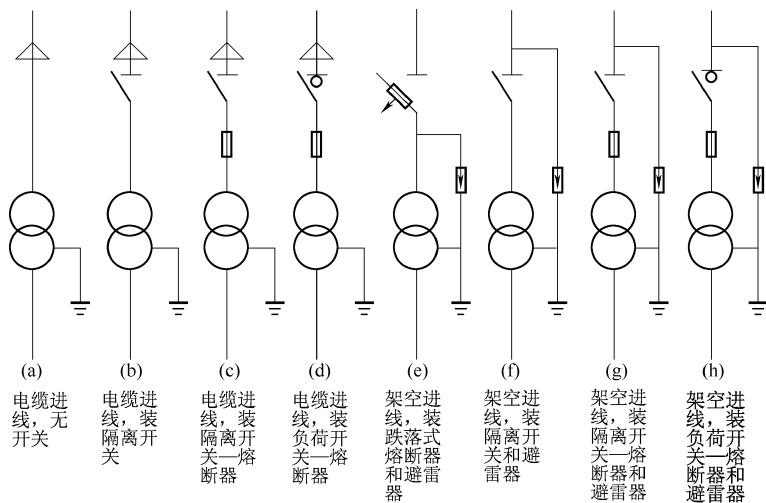 (a)
电缆进
线，无
开关
(b)
电缆进
线，装
隔离开
关
(c)
电缆进
线，装
隔离开
关—熔
断器
(d)
电缆进
线，装
负荷开
关—熔
断器
(e)
架空进
线，装
跌落式
熔断器
和避雷
器
(f)
架空进
线，装
隔离开
关和避
雷器
(g)
架空进
线，装
隔离开
关—熔
断器和
避雷器
(h)
架空进
线，装
负荷开
关—熔
断器和
避雷器